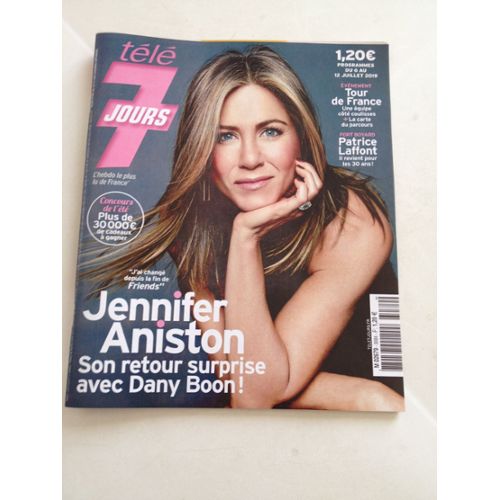 télé
7
JOURS
L'hebdo le plus
lu de France
1,20€
PROGRAMMES
DU 6 AU
12 JUILLET 2019
ÉVÉNEMENT
Tour
de France
Une équipe
côté coulisses
+ La carte
du parcours
FORT BOYARD
Patrice
Laffont
Il revient pour
les 30 ans !
Concours
de l'été
Plus de
30 000 €
de cadeaux
à gagner
"J'ai changé
depuis la fin de
Friends"
Jennifer
Aniston
Son retour surprise
avec Dany Boon !